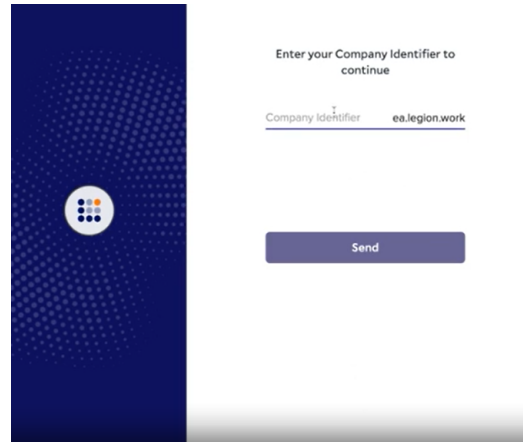 Enter your Company Identifier to
continue
Company Identifier ea.legion.work
Send